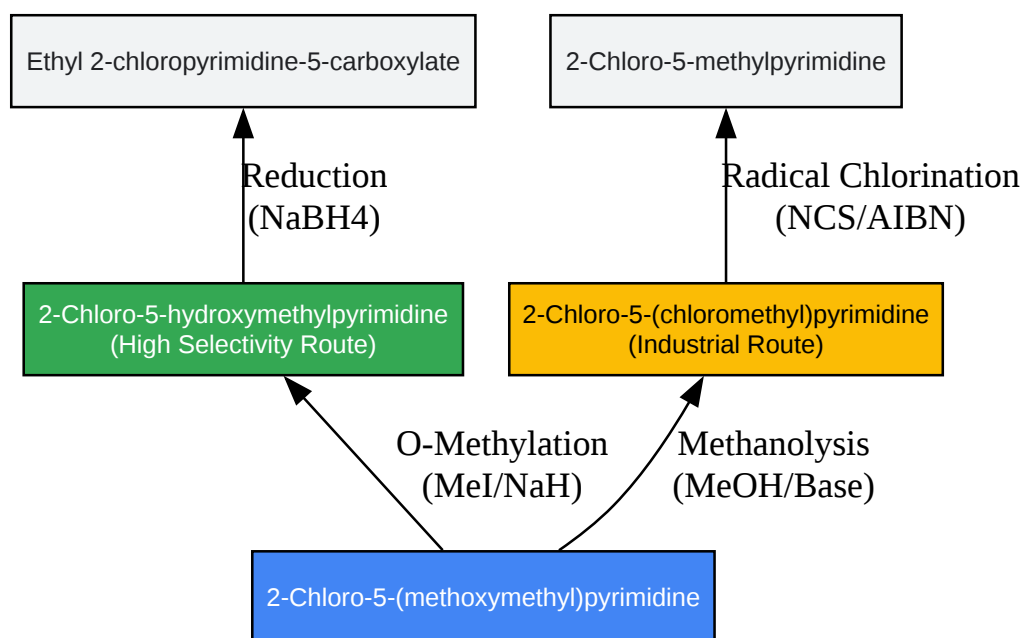 Ethyl 2-chloropyrimidine-5-carboxylate
2-Chloro-5-methylpyrimidine
Reduction
(NaBH4)
Radical Chlorination
(NCS/AIBN)
2-Chloro-5-hydroxymethylpyrimidine
(High Selectivity Route)
2-Chloro-5-(chloromethyl)pyrimidine
(Industrial Route)
O-Methylation
(MeI/NaH)
Methanolysis
(MeOH/Base)
2-Chloro-5-(methoxymethyl)pyrimidine